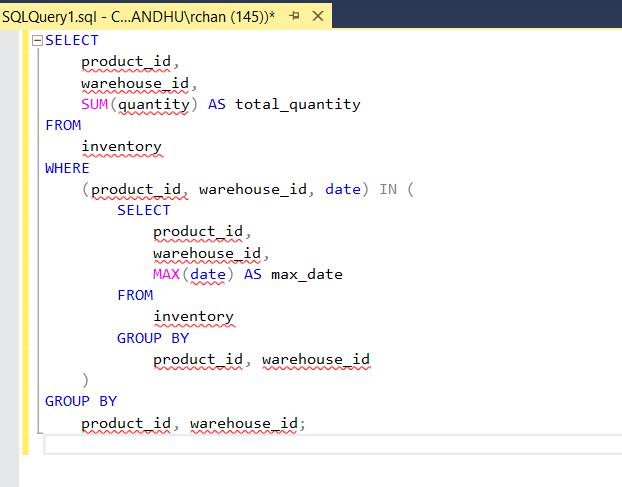 SQLQuery1.sql - C...ANDHU\rchan (145))*
SELECT
product_id,
warehouse_id,
SUM(quantity) AS total_quantity
FROM
inventory
WHERE
(product_id, warehouse_id, date) IN (
SELECT
product_id,
warehouse_id,
MAX(date) AS max_date
FROM
inventory
GROUP BY
product_id, warehouse_id
)
GROUP BY
product_id, warehouse_id;